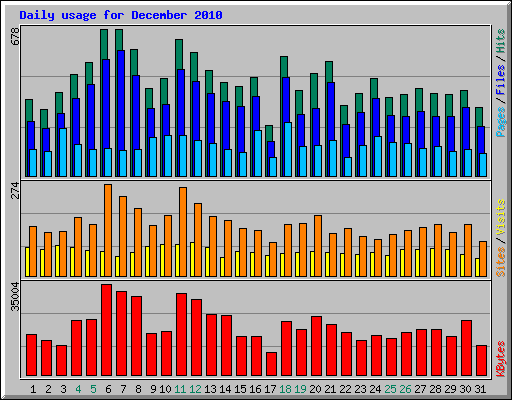 Daily usage for December 2010
678
Pages / Files / Hits
274
Sites / Visits
35004
KBytes
1 2 3 4 5 6 7 8 9 10 11 12 13 14 15 16 17 18 19 20 21 22 23 24 25 26 27 28 29 30 31